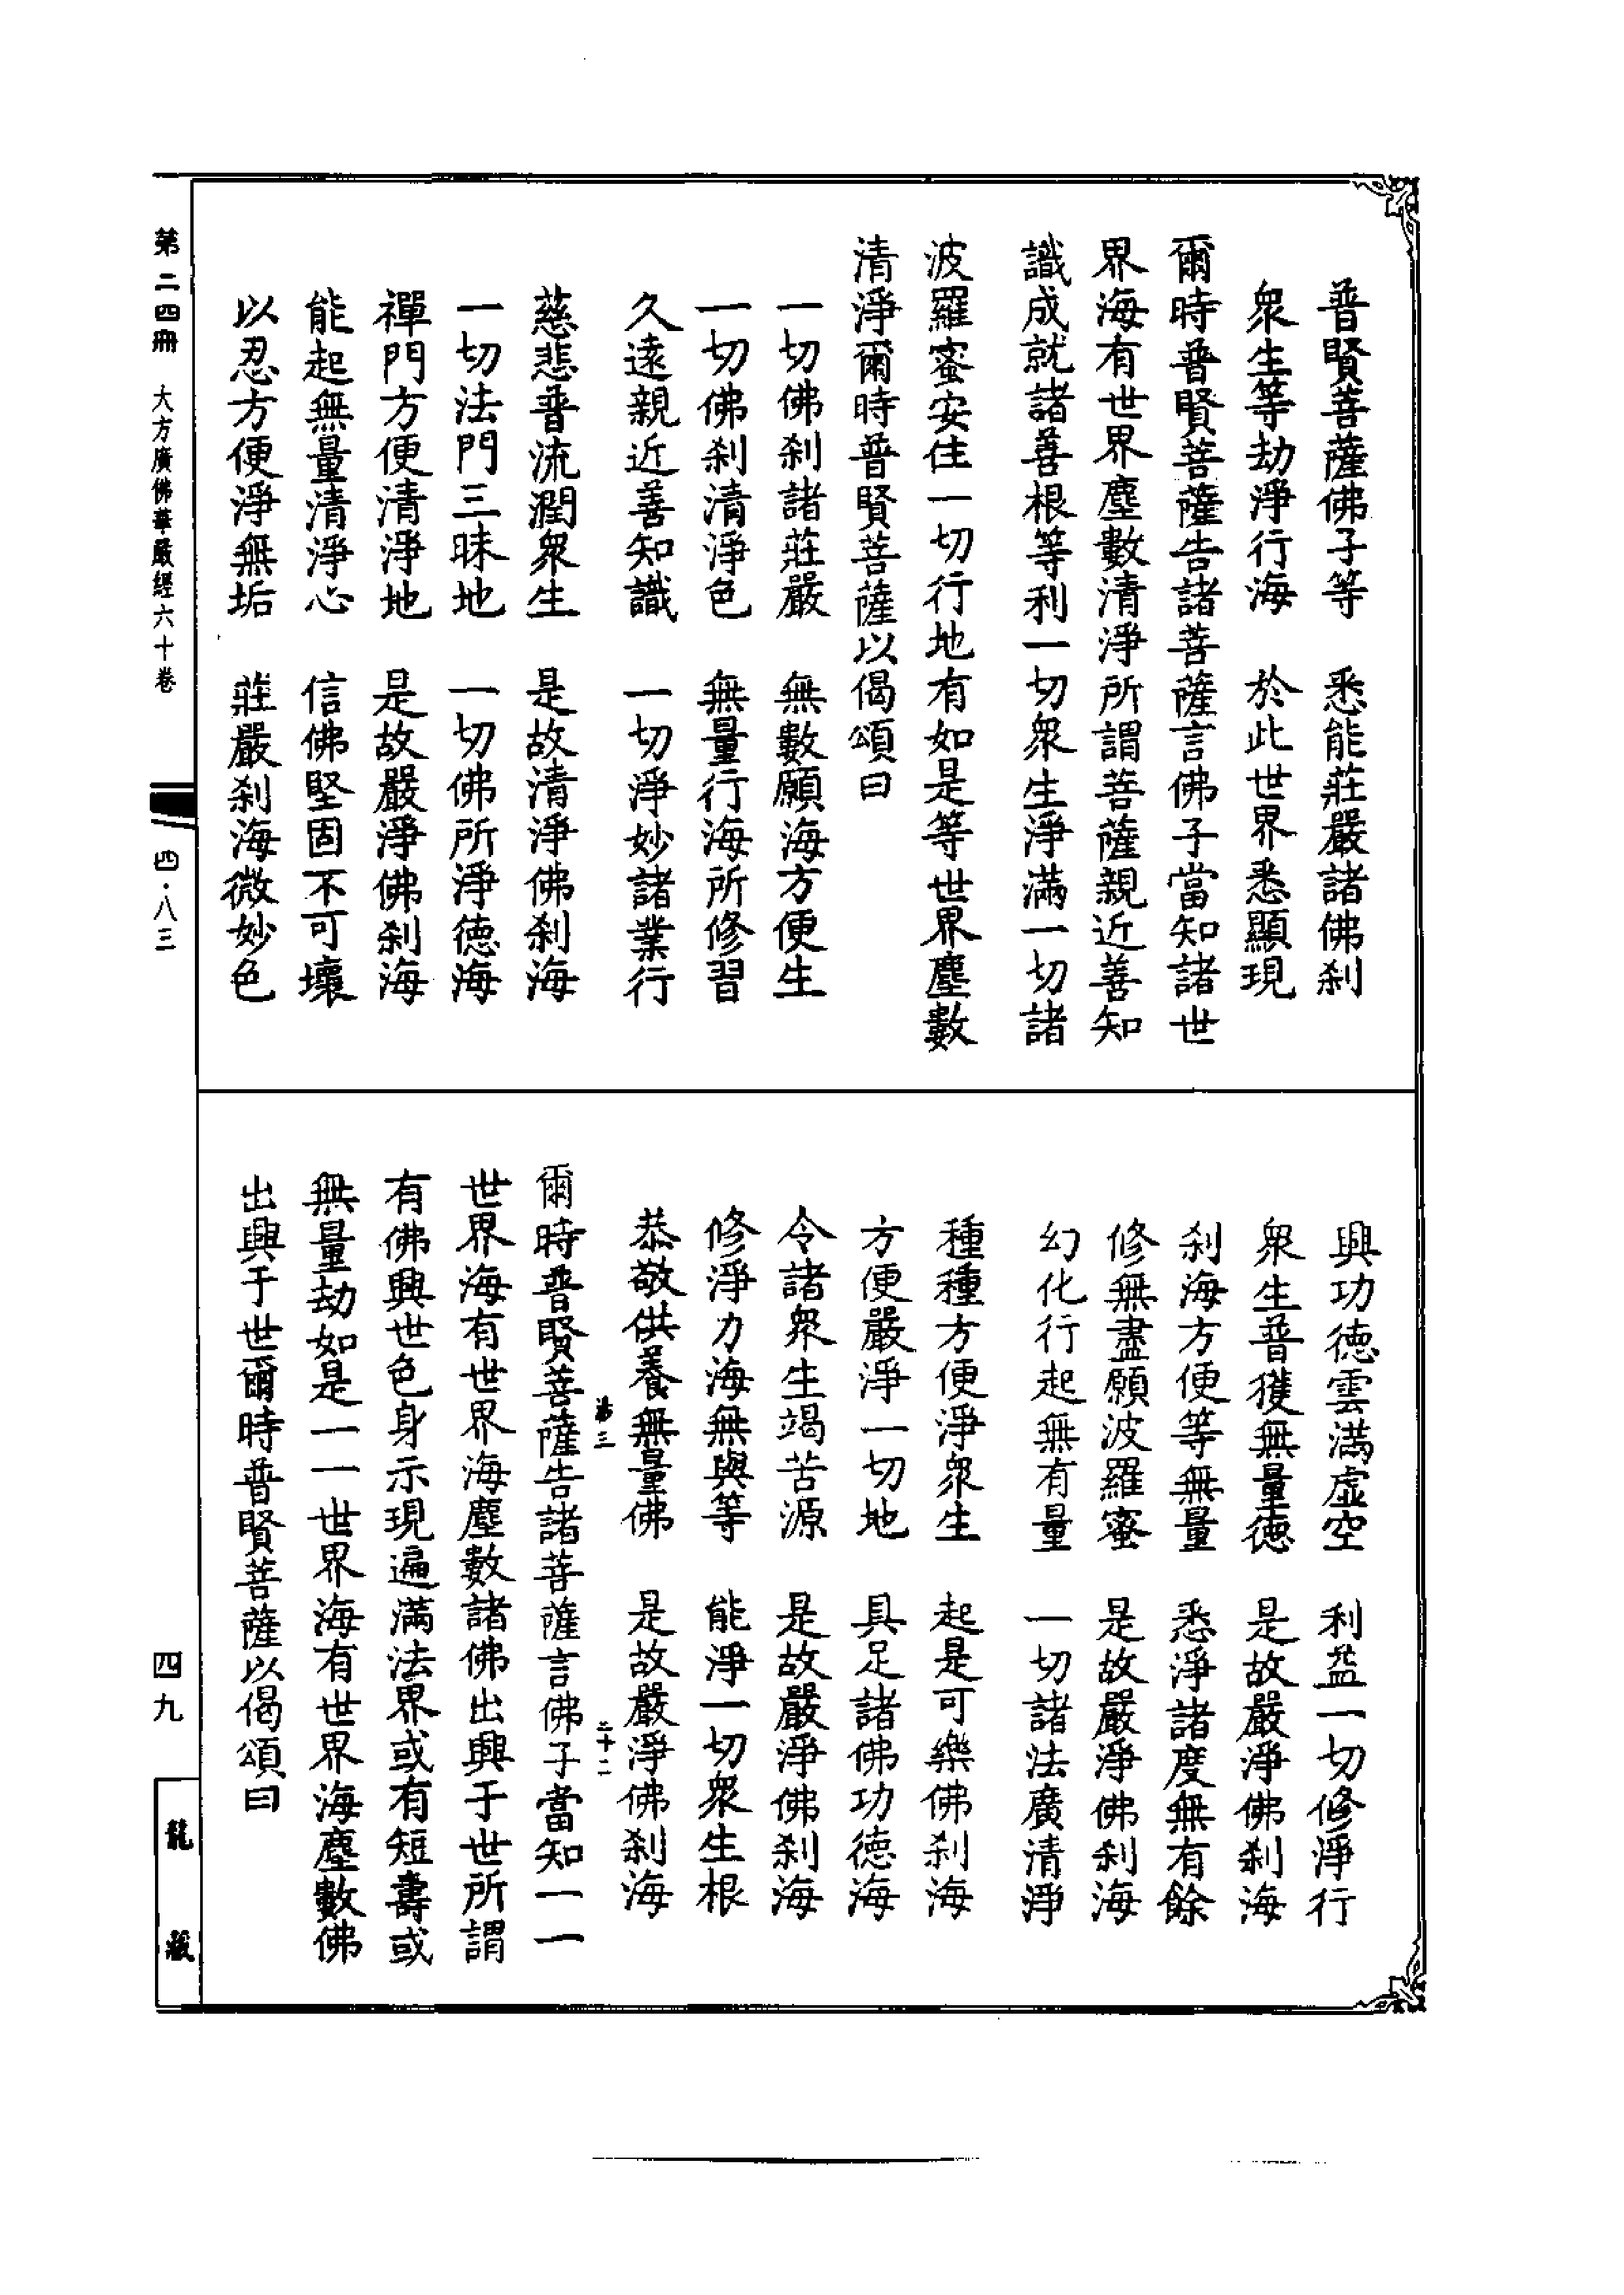 普賢菩薩佛子等　悉能莊嚴諸佛刹
衆生等劫淨行海　於此世界悉顯現
爾時普賢菩薩告諸菩薩言佛子當知諸世
界海有世界塵數清淨所謂菩薩親近善知
識成就諸善根等利一切衆生淨滿一切諸
波羅蜜安住一切行地有如是等世界塵數
清淨爾時普賢菩薩以偈頌曰
一切佛刹諸莊嚴　無數願海方便生
一切佛刹清淨色　無量行海所修習
久遠親近善知識　一切淨妙諸業行
慈悲普流潤衆生　是故清淨佛刹海
一切法門三昧地　一切佛所淨德海
禪門方便清淨地　是故嚴淨佛刹海
能起無量清淨心　信佛堅固不可壞
以忍方便淨無垢　莊嚴刹海微妙色
興功德雲滿虛空　利益一切修淨行
衆生普獲無量德　是故嚴淨佛刹海
刹海方便等無量　悉淨諸度無有餘
修無盡願波羅蜜　是故嚴淨佛刹海
幻化行起無有量　一切諸法廣清淨
種種方便淨衆生　起是可樂佛刹海
方便嚴淨一切地　具足諸佛功德海
令諸衆生竭苦源　是故嚴淨佛刹海
修淨力海無與等　能淨一切衆生根
恭敬供養無量佛　是故嚴淨佛刹海
二十二
爾時普賢菩薩告諸菩薩言佛子當知一一
世界海有世界海塵數諸佛出興于世所謂
有佛興世色身示現遍滿法界或有短壽或
無量劫如是一一世界海有世界海塵數佛
出興于世爾時普賢菩薩以偈頌曰
第二四冊　大方廣佛華嚴經六十卷
四·八三
四九
龍藏